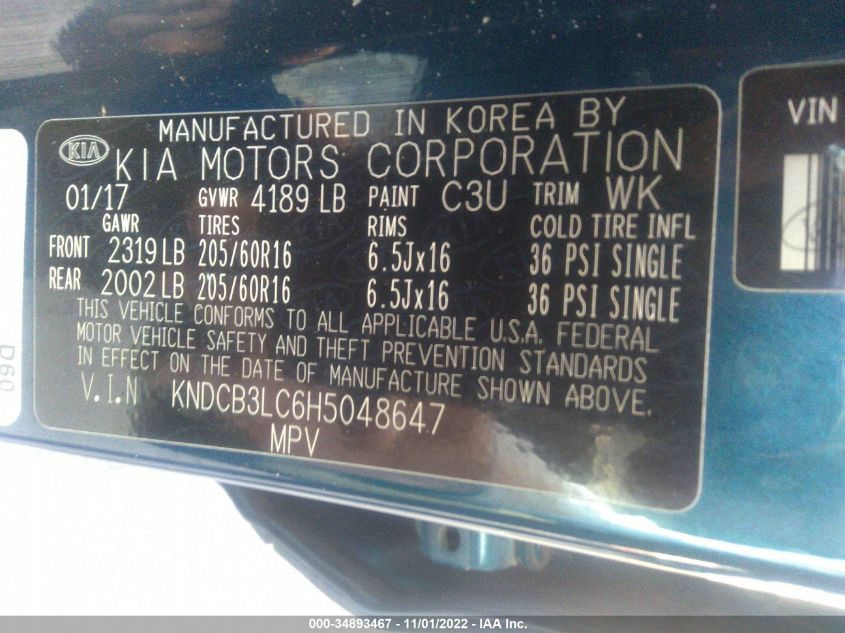 MANUFACTURED IN KOREA BY
KIA KIA MOTORS CORPORATION
01/17 GVWR 4189 LB PAINT C3U TRIM WK
GAWR TIRES RIMS COLD TIRE INFL
FRONT 2319 LB 205/60R16 6.5Jx16 36 PSI SINGLE
REAR 2002 LB 205/60R16 6.5Jx16 36 PSI SINGLE
THIS VEHICLE CONFORMS TO ALL APPLICABLE U.S.A. FEDERAL
MOTOR VEHICLE SAFETY AND THEFT PREVENTION STANDARDS
IN EFFECT ON THE DATE OF MANUFACTURE SHOWN ABOVE.
V.I.N KNDCB3LC6H5048647
MPV
VIN
D60
000-34893467 - 11/01/2022 - IAA Inc.